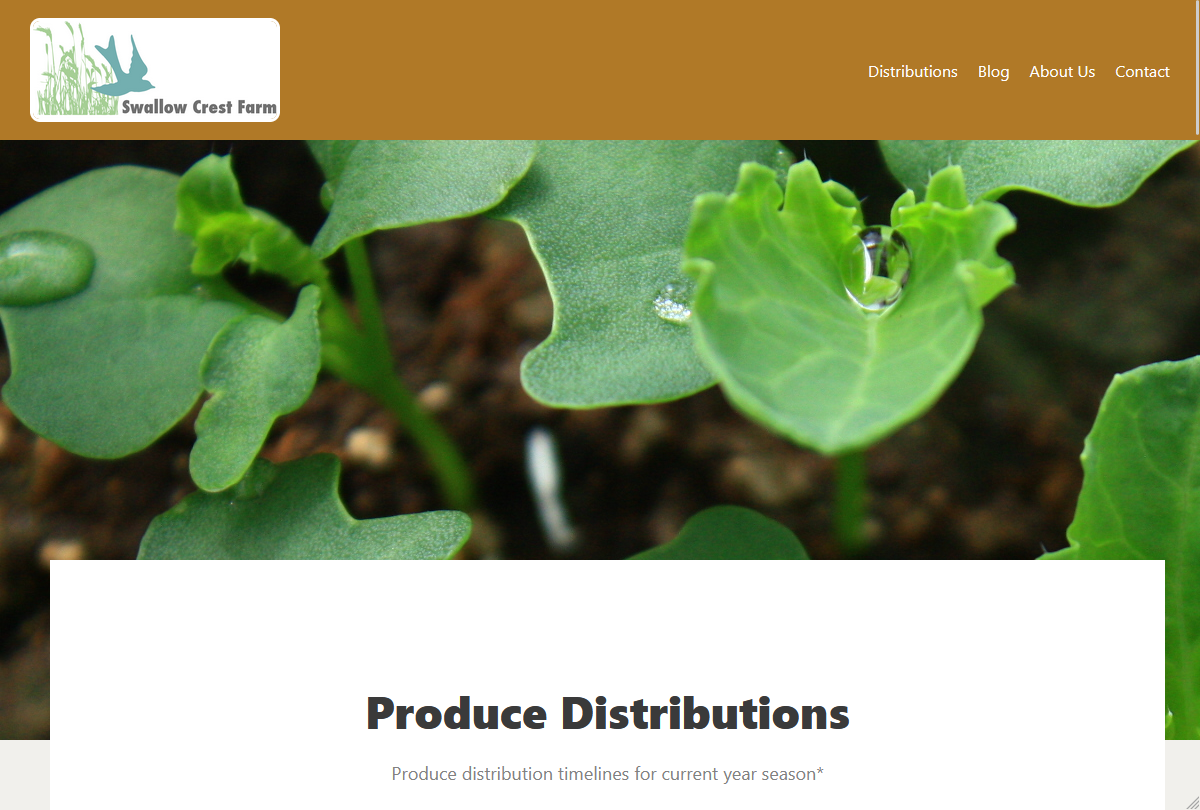 Swallow Crest Farm
Distributions Blog About Us Contact
Produce Distributions
Produce distribution timelines for current year season*